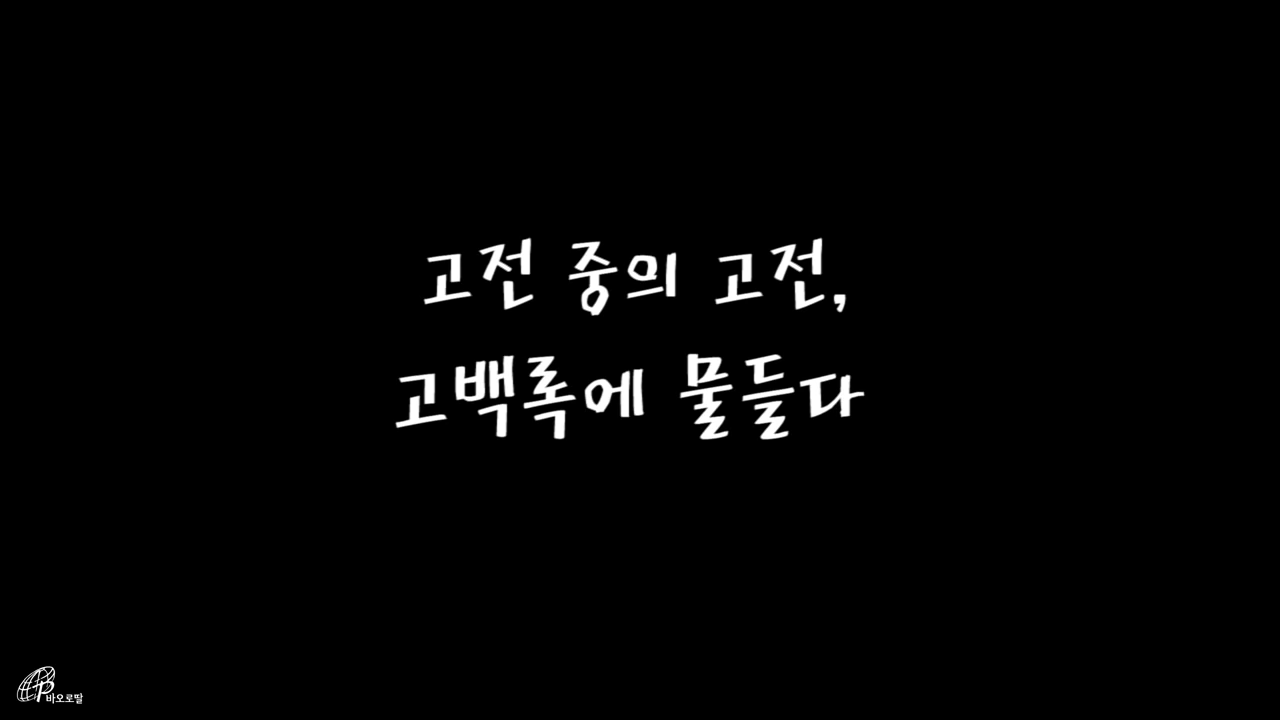 고전 중의 고전,
고백록에 물들다
바오로딸